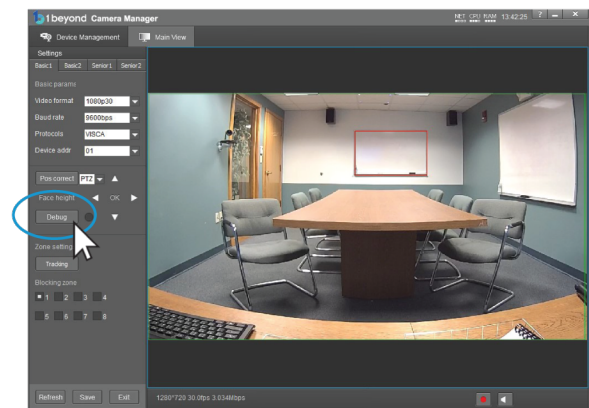 1beyond Camera Manager
NET CPU RAM 13:42:25 ? – ×
Device Management Main View
Settings
Basic1 Basic2 Senior1 Senior2
Basic params
Video format 1080p30
Baud rate 9600bps
Protocola VISCA
Device addr 01
Pos correct PTZ
Face height OK
Debug
Zone setting
Tracking
Blocking zone
1 2 3 4
5 6 7 8
Refresh Save Exit 1280*720 30.0fps 3.034Mbps